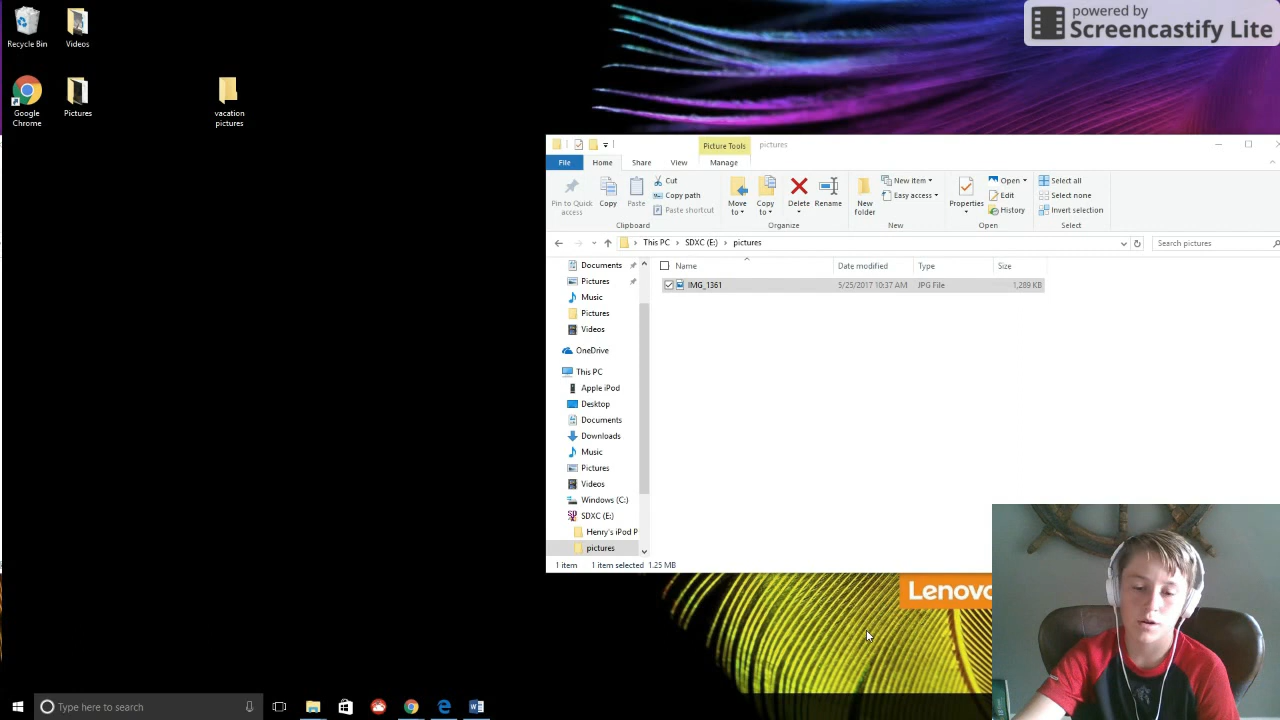 powered by
Screencastify Lite
Recycle Bin
Videos
Google
Chrome
Pictures
vacation
pictures
Picture Tools
pictures
File
Home
Share
View
Manage
Pin to Quick
access
Copy
Paste
Cut
Copy path
Paste shortcut
Clipboard
Move
to
Copy
to
Delete
Rename
Organize
New
folder
New item
Easy access
New
Properties
Open
Edit
History
Open
Select all
Select none
Invert selection
Select
This PC
SDXC (E:)
pictures
Search pictures
Name
Date modified
Type
Size
IMG_1361
5/25/2017 10:37 AM
JPG File
1,289 KB
Documents
Pictures
Music
Pictures
Videos
OneDrive
This PC
Apple iPod
Desktop
Documents
Downloads
Music
Pictures
Videos
Windows (C:)
SDXC (E:)
Henry's iPod P
pictures
1 item
1 item selected
1.25 MB
Lenovo
Type here to search